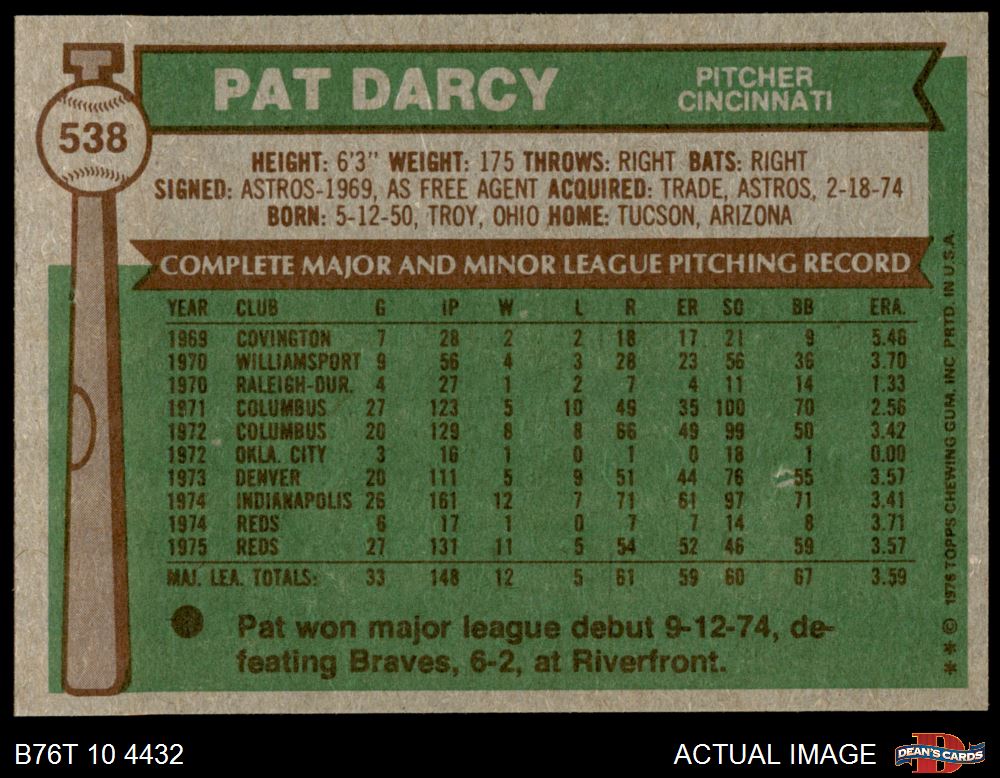 PAT DARCY PITCHER
CINCINNATI
538
HEIGHT: 6'3" WEIGHT: 175 THROWS: RIGHT BATS: RIGHT
SIGNED: ASTROS-1969, AS FREE AGENT ACQUIRED: TRADE, ASTROS, 2-18-74
BORN: 5-12-50, TROY, OHIO HOME: TUCSON, ARIZONA
COMPLETE MAJOR AND MINOR LEAGUE PITCHING RECORD
YEAR CLUB G IP W L R ER SO BB ERA.
1969 COVINGTON 7 28 2 2 18 17 21 9 5.46
1970 WILLIAMSPORT 9 56 4 3 28 23 56 36 3.70
1970 RALEIGH-DUR. 4 27 1 2 7 4 11 14 1.33
1971 COLUMBUS 27 123 5 10 49 35 100 70 2.56
1972 COLUMBUS 20 129 8 8 66 49 99 50 3.42
1972 OKLA. CITY 3 16 1 0 1 0 18 1 0.00
1973 DENVER 20 111 5 9 51 44 76 55 3.57
1974 INDIANAPOLIS 26 161 12 7 71 61 97 71 3.41
1974 REDS 6 17 1 0 7 7 14 8 3.71
1975 REDS 27 131 11 5 54 52 46 59 3.57
MAJ. LEA. TOTALS: 33 148 12 5 61 59 60 67 3.59
Pat won major league debut 9-12-74, de-
feating Braves, 6-2, at Riverfront.
* * © 1976 TOPPS CHEWING GUM, INC PRTD. IN U.S.A.
B76T 10 4432 ACTUAL IMAGE DEAN'S CARDS